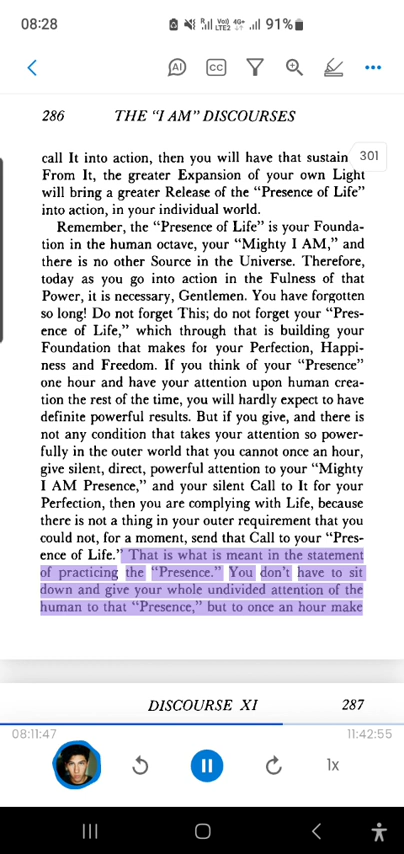 08:28
91%
AI
CC
286 THE “I AM” DISCOURSES
301
call It into action, then you will have that sustain
From It, the greater Expansion of your own Light
will bring a greater Release of the “Presence of Life”
into action, in your individual world.
Remember, the “Presence of Life” is your Founda-
tion in the human octave, your “Mighty I AM,” and
there is no other Source in the Universe. Therefore,
today as you go into action in the Fulness of that
Power, it is necessary, Gentlemen. You have forgotten
so long! Do not forget This; do not forget your “Pres-
ence of Life,” which through that is building your
Foundation that makes for your Perfection, Happi-
ness and Freedom. If you think of your “Presence”
one hour and have your attention upon human crea-
tion the rest of the time, you will hardly expect to have
definite powerful results. But if you give, and there is
not any condition that takes your attention so power-
fully in the outer world that you cannot once an hour,
give silent, direct, powerful attention to your “Mighty
I AM Presence,” and your silent Call to It for your
Perfection, then you are complying with Life, because
there is not a thing in your outer requirement that you
could not, for a moment, send that Call to your “Pres-
ence of Life.” That is what is meant in the statement
of practicing the “Presence.” You don’t have to sit
down and give your whole undivided attention of the
human to that “Presence,” but to once an hour make
DISCOURSE XI 287
08:11:47 11:42:55
1x